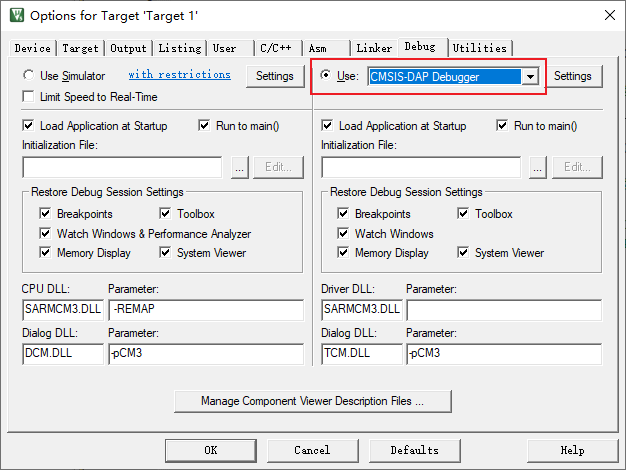 Options for Target 'Target 1'
Device Target Output Listing User C/C++ Asm Linker Debug Utilities
Use Simulator with restrictions Settings
Limit Speed to Real-Time
Use: CMSIS-DAP Debugger Settings
Load Application at Startup Run to main()
Initialization File:
... Edit...
Restore Debug Session Settings
Breakpoints Toolbox
Watch Windows & Performance Analyzer
Memory Display System Viewer
Load Application at Startup Run to main()
Initialization File:
... Edit...
Restore Debug Session Settings
Breakpoints Toolbox
Watch Windows
Memory Display System Viewer
CPU DLL: Parameter:
SARMCM3.DLL -REMAP
Dialog DLL: Parameter:
DCM.DLL -pCM3
Driver DLL: Parameter:
SARMCM3.DLL
Dialog DLL: Parameter:
TCM.DLL -pCM3
Manage Component Viewer Description Files ...
OK Cancel Defaults Help